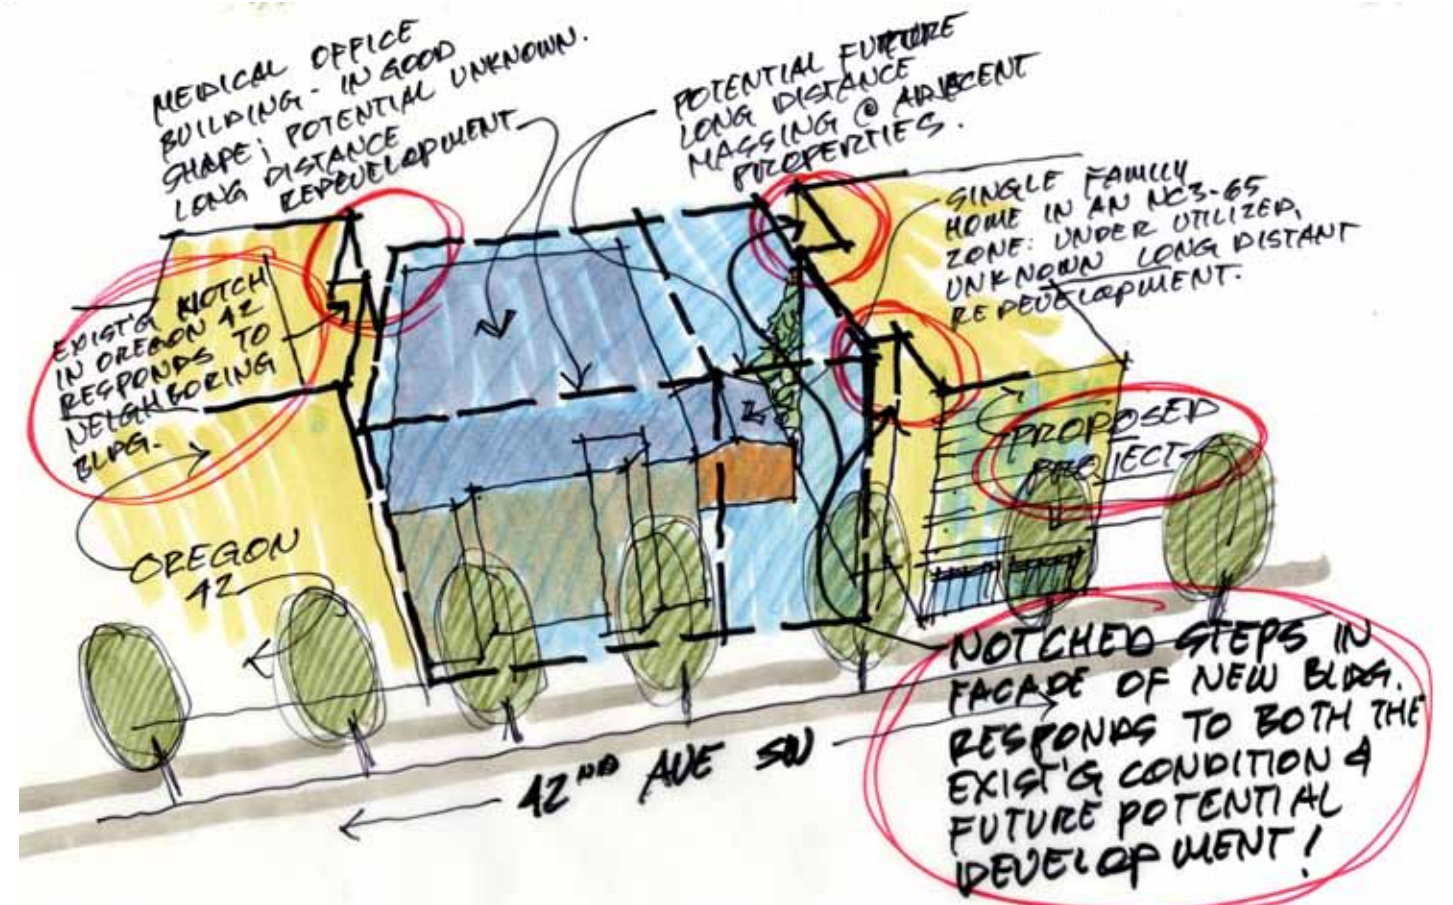 MEDICAL OFFICE
BUILDING - IN GOOD
SHAPE; POTENTIAL UNKNOWN.
LONG DISTANCE
REDEVELOPMENT
POTENTIAL FUTURE
LONG DISTANCE
MASSING @ ADJACENT
PROPERTIES.
SINGLE FAMILY
HOME IN AN NC3-65
ZONE: UNDER UTILIZED,
UNKNOWN LONG DISTANT
REDEVELOPMENT.
EXIST'G NOTCH
IN OREGON 42
RESPONDS TO
NEIGHBORING
BLDG.
PROPOSED
PROJECT
OREGON
42
NOTCHED STEPS IN
FACADE OF NEW BLDG.
RESPONDS TO BOTH THE
EXIST'G CONDITION &
FUTURE POTENTIAL
DEVELOPMENT!
42ND AVE SW